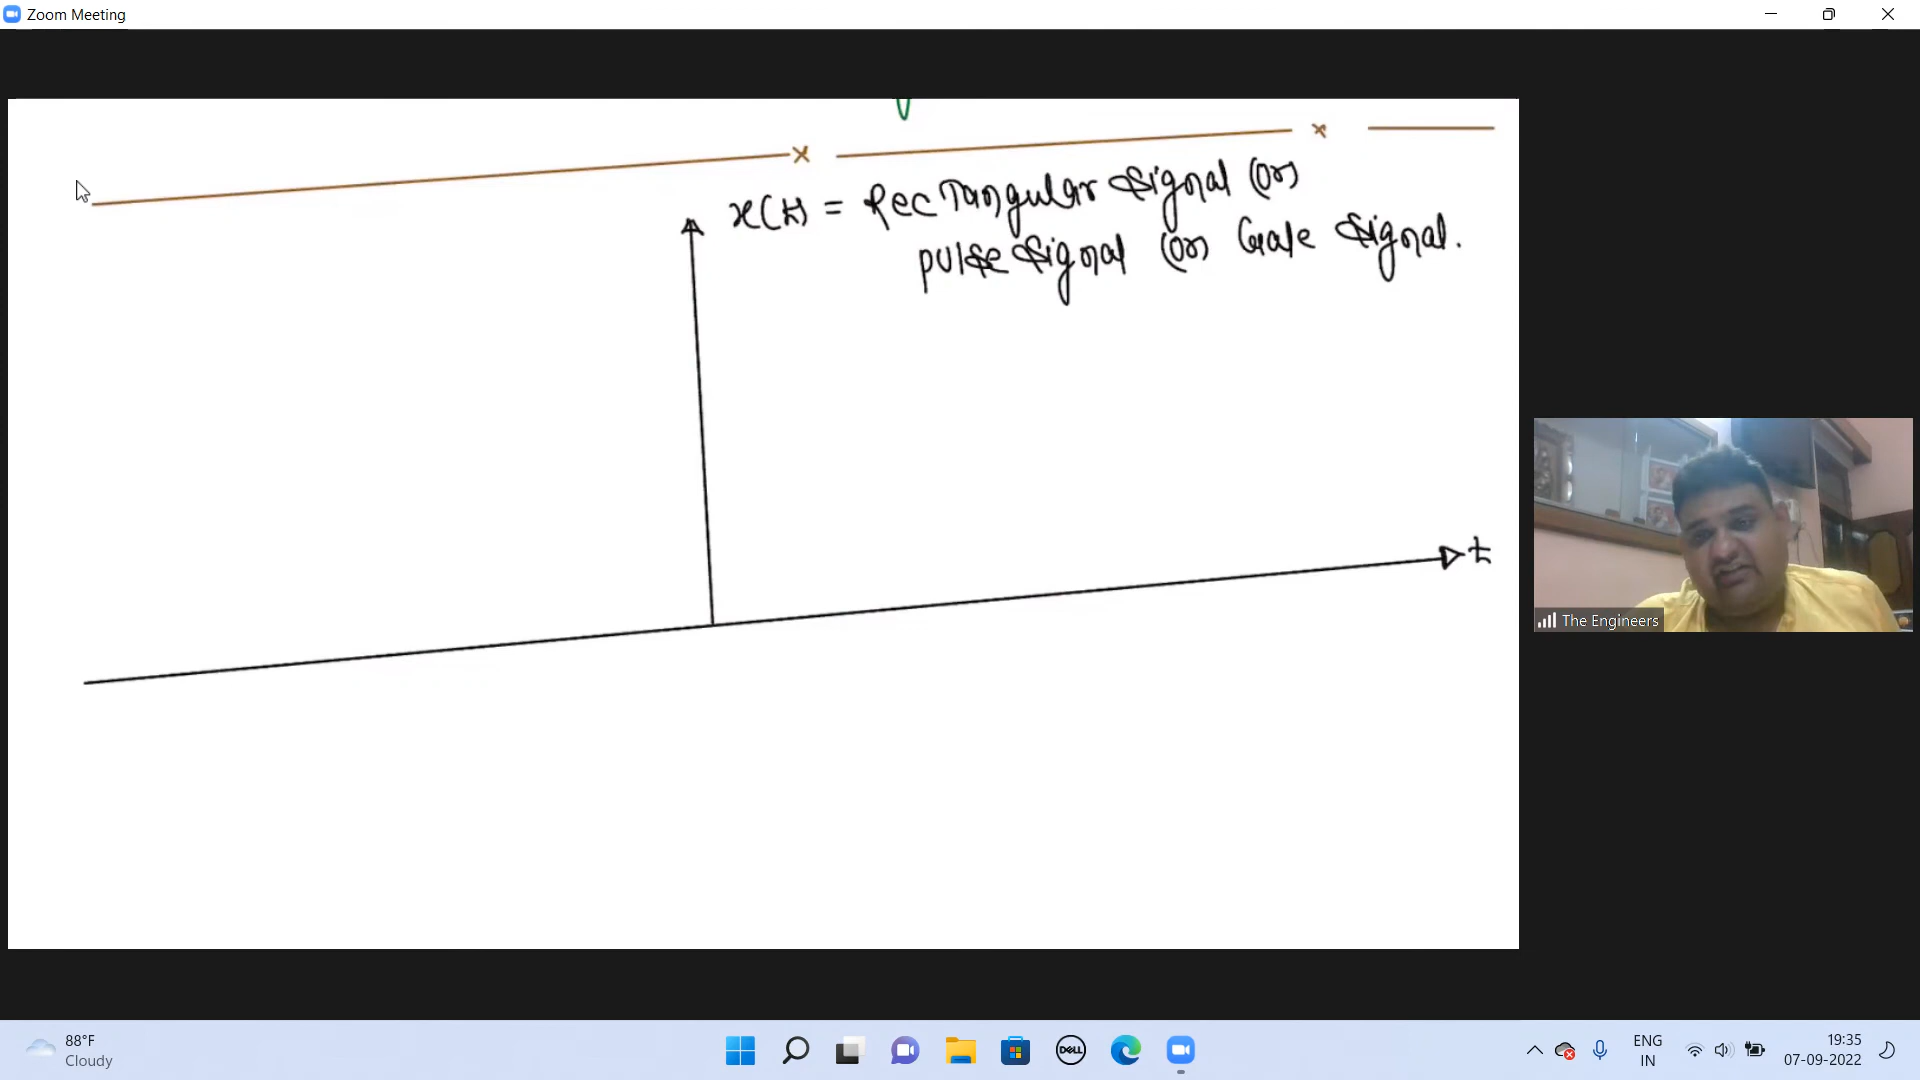 Zoom Meeting
x(t) = Rectangular Signal (or)
pulse Signal (or) Gate Signal.
t
The Engineers
88°F
Cloudy
DELL
ENG
IN
19:35
07-09-2022